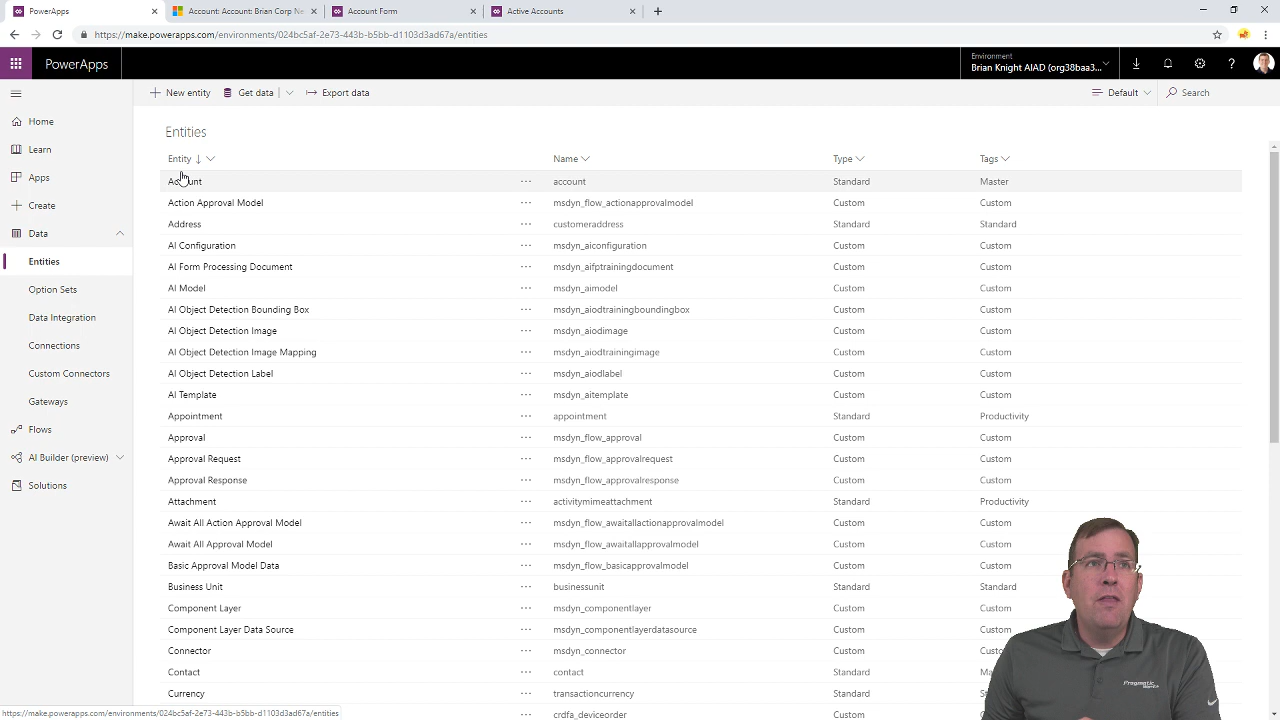 PowerApps
Account: Account: Brian Corp Ne
Account Form
Active Accounts
https://make.powerapps.com/environments/024bc5af-2e73-443b-b5bb-d1103d3ad67a/entities
PowerApps
Environment
Brian Knight AIAD (org38baa3...
New entity
Get data
Export data
Default
Search
Home
Learn
Apps
Create
Data
Entities
Option Sets
Data Integration
Connections
Custom Connectors
Gateways
Flows
AI Builder (preview)
Solutions
Entities
Entity Name Type Tags
Account account Standard Master
Action Approval Model msdyn_flow_actionapprovalmodel Custom Custom
Address customeraddress Standard Standard
AI Configuration msdyn_aiconfiguration Custom Custom
AI Form Processing Document msdyn_aifptrainingdocument Custom Custom
AI Model msdyn_aimodel Custom Custom
AI Object Detection Bounding Box msdyn_aiodtrainingboundingbox Custom Custom
AI Object Detection Image msdyn_aiodimage Custom Custom
AI Object Detection Image Mapping msdyn_aiodtrainingimage Custom Custom
AI Object Detection Label msdyn_aiodlabel Custom Custom
AI Template msdyn_aitemplate Custom Custom
Appointment appointment Standard Productivity
Approval msdyn_flow_approval Custom Custom
Approval Request msdyn_flow_approvalrequest Custom Custom
Approval Response msdyn_flow_approvalresponse Custom Custom
Attachment activitymimeattachment Standard Productivity
Await All Action Approval Model msdyn_flow_awaitallactionapprovalmodel Custom Custom
Await All Approval Model msdyn_flow_awaitallapprovalmodel Custom Custom
Basic Approval Model Data msdyn_flow_basicapprovalmodel Custom Custom
Business Unit businessunit Standard Standard
Component Layer msdyn_componentlayer Custom Custom
Component Layer Data Source msdyn_componentlayerdatasource Custom
Connector msdyn_connector Custom
Contact contact Standard
Currency transactioncurrency Standard
crdfa_deviceorder Custom
Pragmatic Works
https://make.powerapps.com/environments/024bc5af-2e73-443b-b5bb-d1103d3ad67a/entities